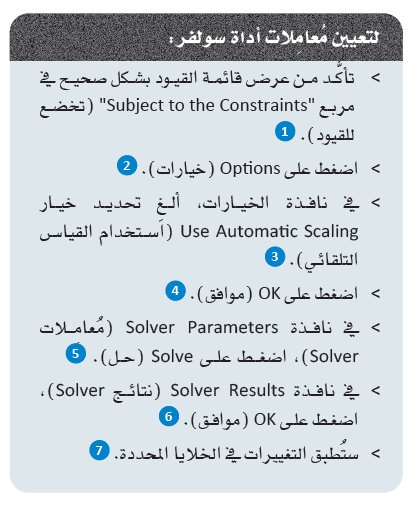 لتعيين مُعاملات أداة سولفر:
> تأكَّد من عرض قائمة القيود بشكل صحيح في
مربع "Subject to the Constraints" (تخضع
للقيود). 1
> اضغط على Options (خيارات). 2
> في نافذة الخيارات، ألغِ تحديد خيار
Use Automatic Scaling (استخدام القياس
التلقائي). 3
> اضغط على OK (موافق). 4
> في نافذة Solver Parameters (مُعاملات
Solver)، اضغط على Solve (حل). 5
> في نافذة Solver Results (نتائج Solver)،
اضغط على OK (موافق). 6
> ستُطبق التغييرات في الخلايا المحددة. 7